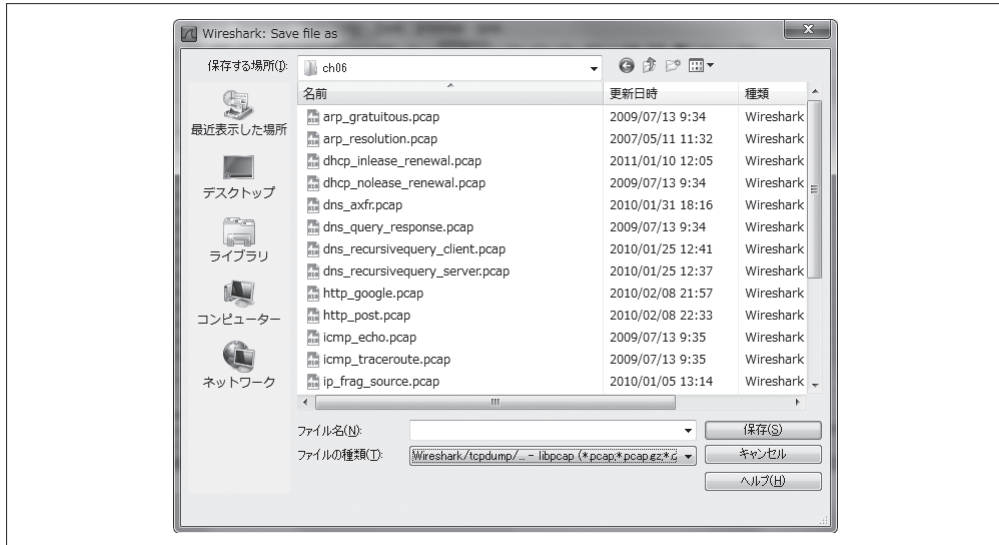 Wireshark: Save file as
保存する場所(I): ch06
最近表示した場所
デスクトップ
ライブラリ
コンピューター
ネットワーク
名前 更新日時 種類
arp_gratuitous.pcap 2009/07/13 9:34 Wireshark
arp_resolution.pcap 2007/05/11 11:32 Wireshark
dhcp_inlease_renewal.pcap 2011/01/10 12:05 Wireshark
dhcp_nolease_renewal.pcap 2009/07/13 9:34 Wireshark
dns_axfr.pcap 2010/01/31 18:16 Wireshark
dns_query_response.pcap 2009/07/13 9:34 Wireshark
dns_recursivequery_client.pcap 2010/01/25 12:41 Wireshark
dns_recursivequery_server.pcap 2010/01/25 12:37 Wireshark
http_google.pcap 2010/02/08 21:57 Wireshark
http_post.pcap 2010/02/08 22:33 Wireshark
icmp_echo.pcap 2009/07/13 9:35 Wireshark
icmp_traceroute.pcap 2009/07/13 9:35 Wireshark
ip_frag_source.pcap 2010/01/05 13:14 Wireshark
ファイル名(N): 保存(S)
ファイルの種類(T): Wireshark/tcpdump/... - libpcap (*.pcap;*.pcap.gz;*.c キャンセル
ヘルプ(H)